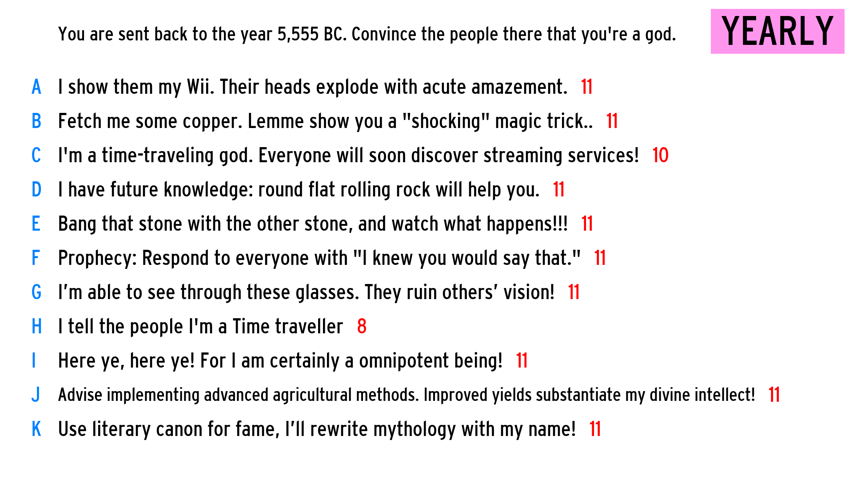 You are sent back to the year 5,555 BC. Convince the people there that you're a god.
YEARLY
A I show them my Wii. Their heads explode with acute amazement. 11
B Fetch me some copper. Lemme show you a "shocking" magic trick.. 11
C I'm a time-traveling god. Everyone will soon discover streaming services! 10
D I have future knowledge: round flat rolling rock will help you. 11
E Bang that stone with the other stone, and watch what happens!!! 11
F Prophecy: Respond to everyone with "I knew you would say that." 11
G I’m able to see through these glasses. They ruin others’ vision! 11
H I tell the people I'm a Time traveller 8
I Here ye, here ye! For I am certainly a omnipotent being! 11
J Advise implementing advanced agricultural methods. Improved yields substantiate my divine intellect! 11
K Use literary canon for fame, I’ll rewrite mythology with my name! 11